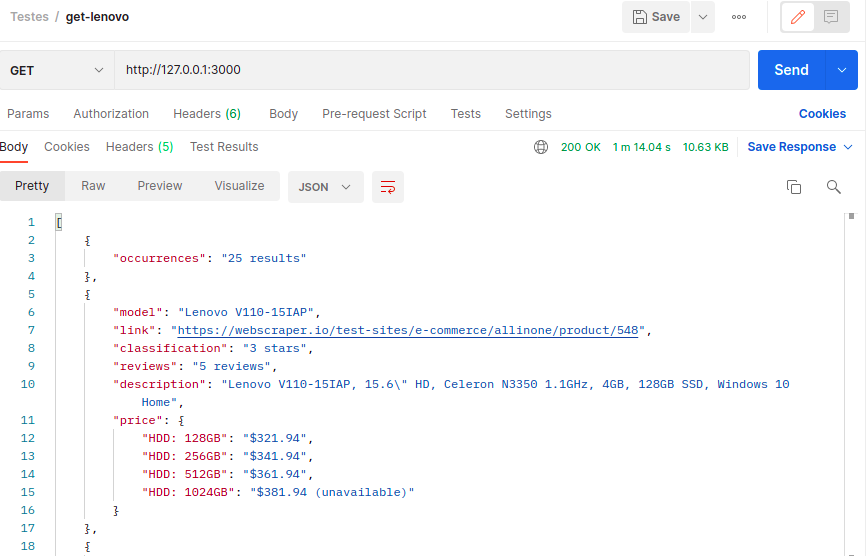 Testes / get-lenovo
Save
GET
http://127.0.0.1:3000
Send
Params Authorization Headers (6) Body Pre-request Script Tests Settings Cookies
Body Cookies Headers (5) Test Results 200 OK 1 m 14.04 s 10.63 KB Save Response
Pretty Raw Preview Visualize JSON
1 [
2 {
3 "occurrences": "25 results"
4 },
5 {
6 "model": "Lenovo V110-15IAP",
7 "link": "https://webscraper.io/test-sites/e-commerce/allinone/product/548",
8 "classification": "3 stars",
9 "reviews": "5 reviews",
10 "description": "Lenovo V110-15IAP, 15.6\" HD, Celeron N3350 1.1GHz, 4GB, 128GB SSD, Windows 10
Home",
11 "price": {
12 "HDD: 128GB": "$321.94",
13 "HDD: 256GB": "$341.94",
14 "HDD: 512GB": "$361.94",
15 "HDD: 1024GB": "$381.94 (unavailable)"
16 }
17 },
18 {